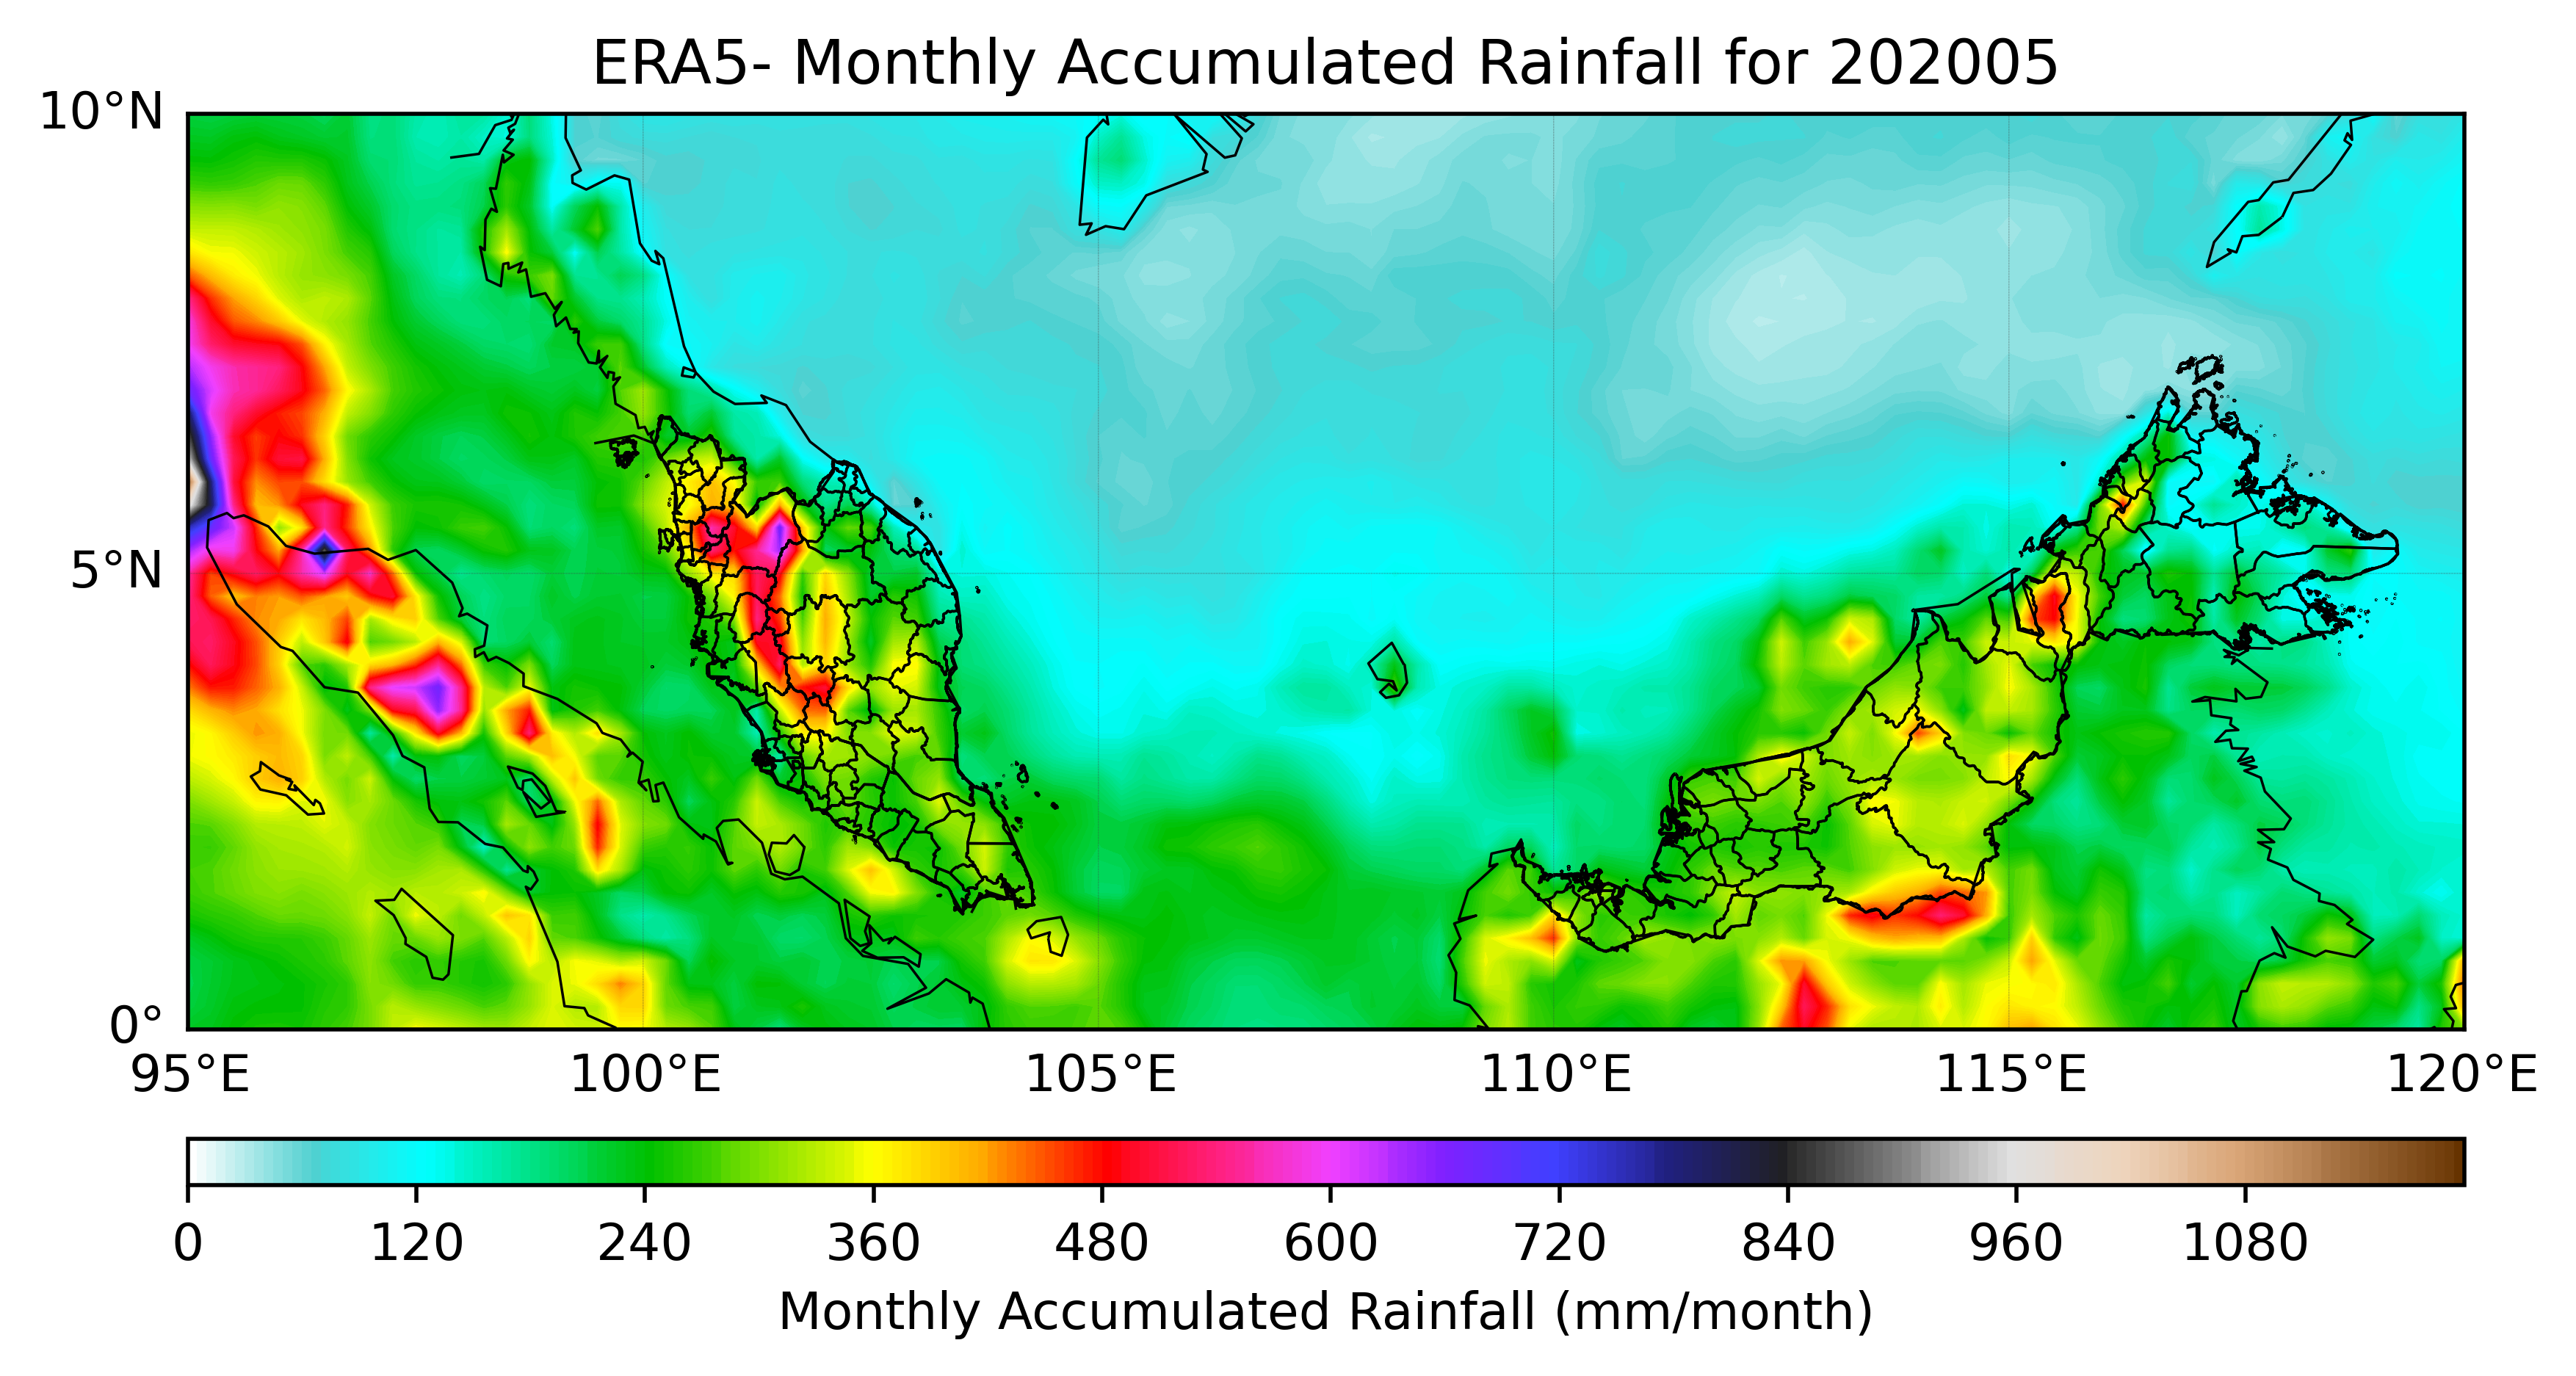 ERA5- Monthly Accumulated Rainfall for 202005
10°N
5°N
0°
95°E 100°E 105°E 110°E 115°E 120°E
0 120 240 360 480 600 720 840 960 1080
Monthly Accumulated Rainfall (mm/month)